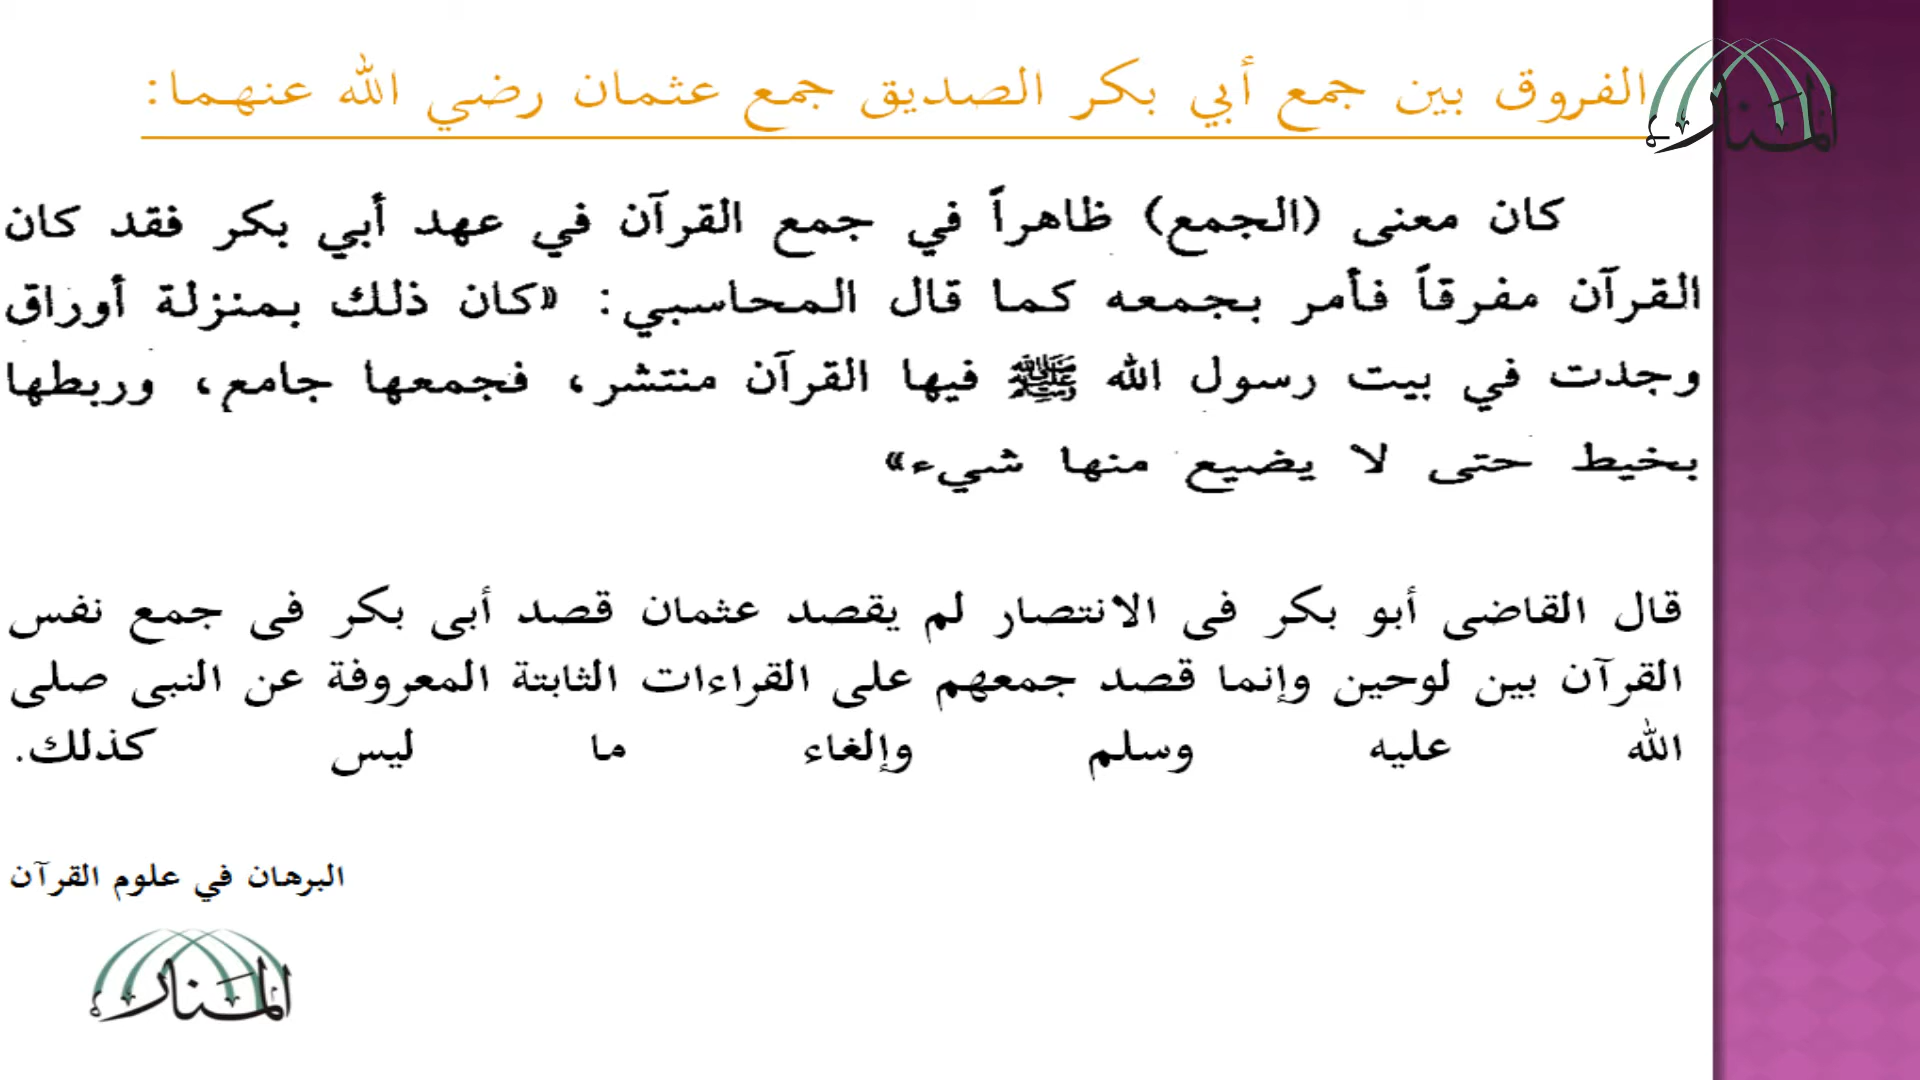 الفروق بين جمع أبي بكر الصديق جمع عثمان رضي الله عنهما:
المنار
كان معنى (الجمع) ظاهراً في جمع القرآن في عهد أبي بكر فقد كان
القرآن مفرقاً فأمر بجمعه كما قال المحاسبي: «كان ذلك بمنزلة أوراق
وجدت في بيت رسول الله ﷺ فيها القرآن منتشر، فجمعها جامع، وربطها
بخيط حتى لا يضيع منها شيء»
قال القاضى أبو بكر فى الانتصار لم يقصد عثمان قصد أبى بكر فى جمع نفس
القرآن بين لوحين وإنما قصد جمعهم على القراءات الثابتة المعروفة عن النبى صلى
الله عليه وسلم وإلغاء ما ليس كذلك.
البرهان في علوم القرآن
المنار